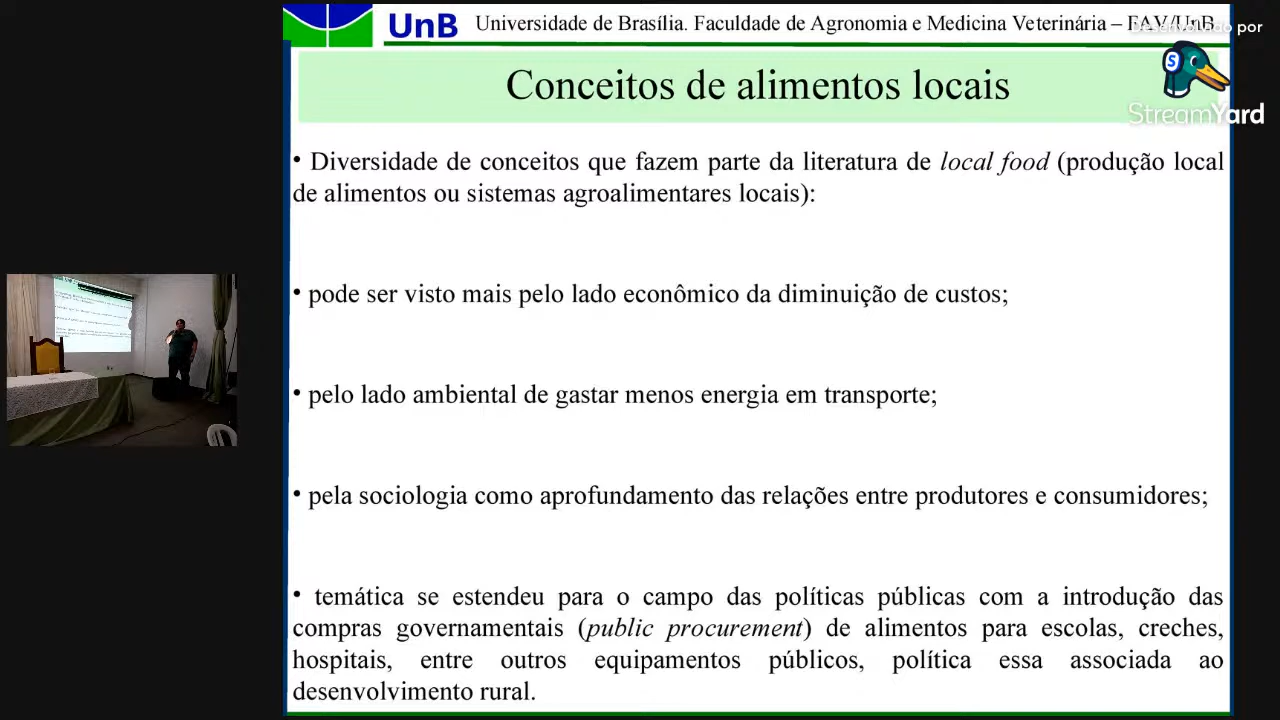 UnB Universidade de Brasília. Faculdade de Agronomia e Medicina Veterinária – FAV/UnB
Desenvolvido por
StreamYard
Conceitos de alimentos locais
• Diversidade de conceitos que fazem parte da literatura de local food (produção local
de alimentos ou sistemas agroalimentares locais):
• pode ser visto mais pelo lado econômico da diminuição de custos;
• pelo lado ambiental de gastar menos energia em transporte;
• pela sociologia como aprofundamento das relações entre produtores e consumidores;
• temática se estendeu para o campo das políticas públicas com a introdução das
compras governamentais (public procurement) de alimentos para escolas, creches,
hospitais, entre outros equipamentos públicos, política essa associada ao
desenvolvimento rural.